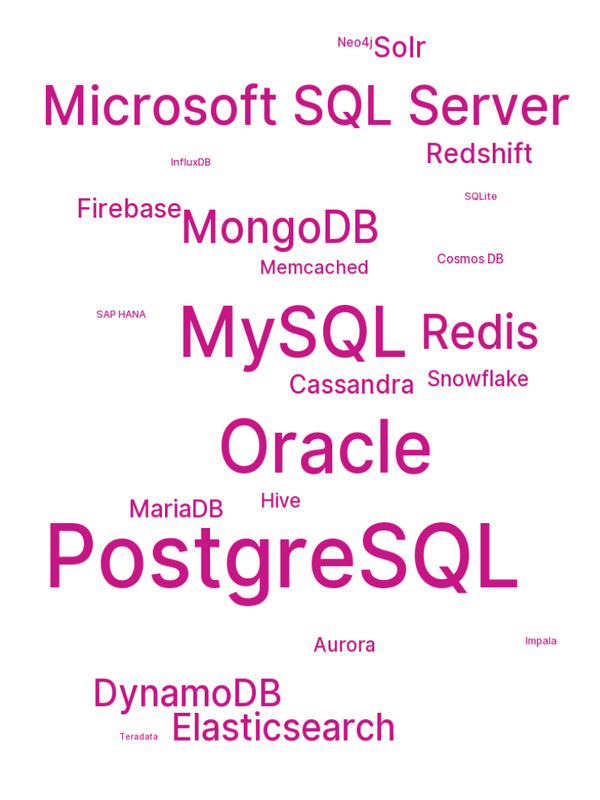 Neo4j Solr
Microsoft SQL Server
Redshift
InfluxDB
SQLite
Firebase
MongoDB
Cosmos DB
Memcached
SAP HANA
MySQL
Redis
Snowflake
Cassandra
Oracle
Hive
MariaDB
PostgreSQL
Aurora
Impala
DynamoDB
Elasticsearch
Teradata